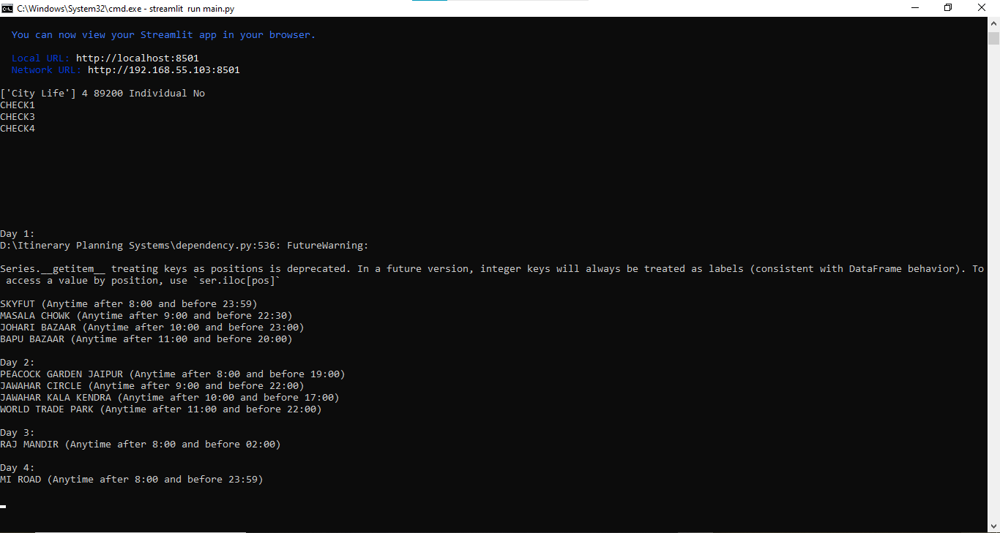 C:\Windows\System32\cmd.exe - streamlit run main.py
You can now view your Streamlit app in your browser.
Local URL: http://localhost:8501
Network URL: http://192.168.55.103:8501
['City Life'] 4 89200 Individual No
CHECK1
CHECK3
CHECK4
Day 1:
D:\Itinerary Planning Systems\dependency.py:536: FutureWarning:
Series.__getitem__ treating keys as positions is deprecated. In a future version, integer keys will always be treated as labels (consistent with DataFrame behavior). To
access a value by position, use `ser.iloc[pos]`
SKYFUT (Anytime after 8:00 and before 23:59)
MASALA CHOWK (Anytime after 9:00 and before 22:30)
JOHARI BAZAAR (Anytime after 10:00 and before 23:00)
BAPU BAZAAR (Anytime after 11:00 and before 20:00)
Day 2:
PEACOCK GARDEN JAIPUR (Anytime after 8:00 and before 19:00)
JAWAHAR CIRCLE (Anytime after 9:00 and before 22:00)
JAWAHAR KALA KENDRA (Anytime after 10:00 and before 17:00)
WORLD TRADE PARK (Anytime after 11:00 and before 22:00)
Day 3:
RAJ MANDIR (Anytime after 8:00 and before 02:00)
Day 4:
MI ROAD (Anytime after 8:00 and before 23:59)